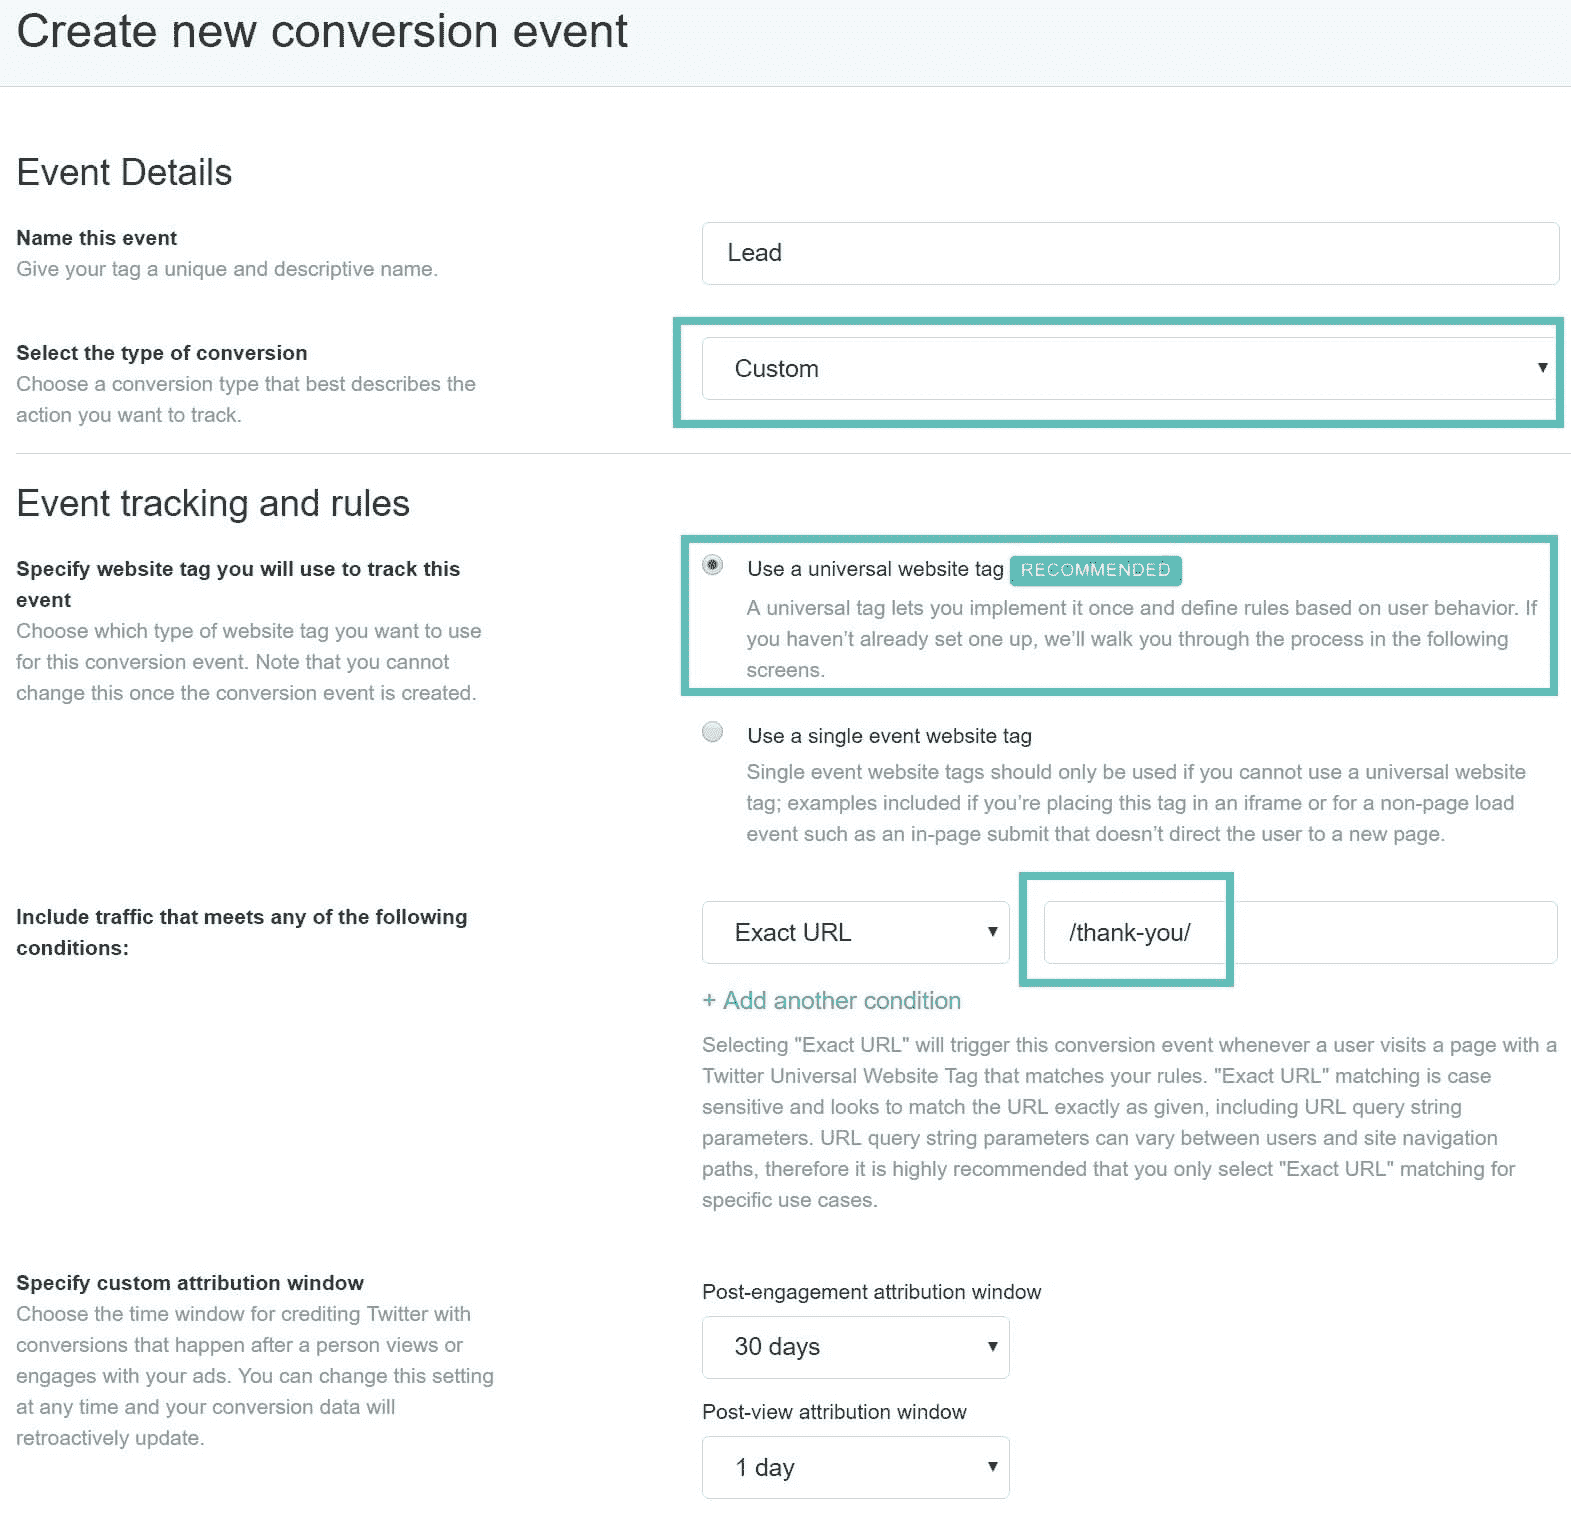 Create new conversion event
Event Details
Name this event
Give your tag a unique and descriptive name.
Lead
Select the type of conversion
Choose a conversion type that best describes the
action you want to track.
Custom
Event tracking and rules
Specify website tag you will use to track this
event
Choose which type of website tag you want to use
for this conversion event. Note that you cannot
change this once the conversion event is created.
Use a universal website tag RECOMMENDED
A universal tag lets you implement it once and define rules based on user behavior. If
you haven’t already set one up, we’ll walk you through the process in the following
screens.
Use a single event website tag
Single event website tags should only be used if you cannot use a universal website
tag; examples included if you’re placing this tag in an iframe or for a non-page load
event such as an in-page submit that doesn’t direct the user to a new page.
Include traffic that meets any of the following
conditions:
Exact URL
/thank-you/
+ Add another condition
Selecting "Exact URL" will trigger this conversion event whenever a user visits a page with a
Twitter Universal Website Tag that matches your rules. "Exact URL" matching is case
sensitive and looks to match the URL exactly as given, including URL query string
parameters. URL query string parameters can vary between users and site navigation
paths, therefore it is highly recommended that you only select "Exact URL" matching for
specific use cases.
Specify custom attribution window
Choose the time window for crediting Twitter with
conversions that happen after a person views or
engages with your ads. You can change this setting
at any time and your conversion data will
retroactively update.
Post-engagement attribution window
30 days
Post-view attribution window
1 day